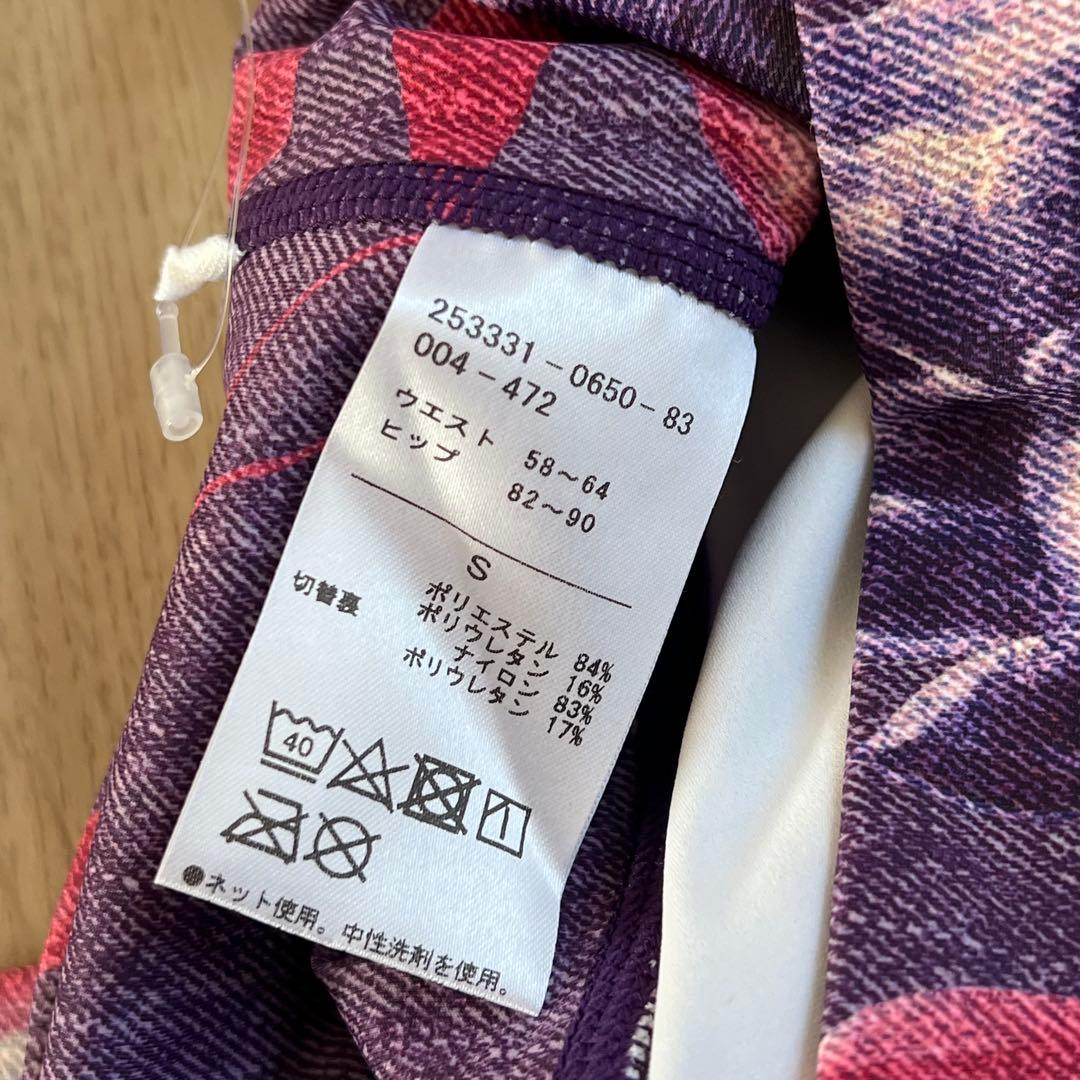 253331-0650-83
004-472
ウエスト 58～64
ヒップ 82～90
S
ポリエステル 84%
ポリウレタン 16%
切替裏 ナイロン 83%
ポリウレタン 17%
40
●ネット使用。中性洗剤を使用。